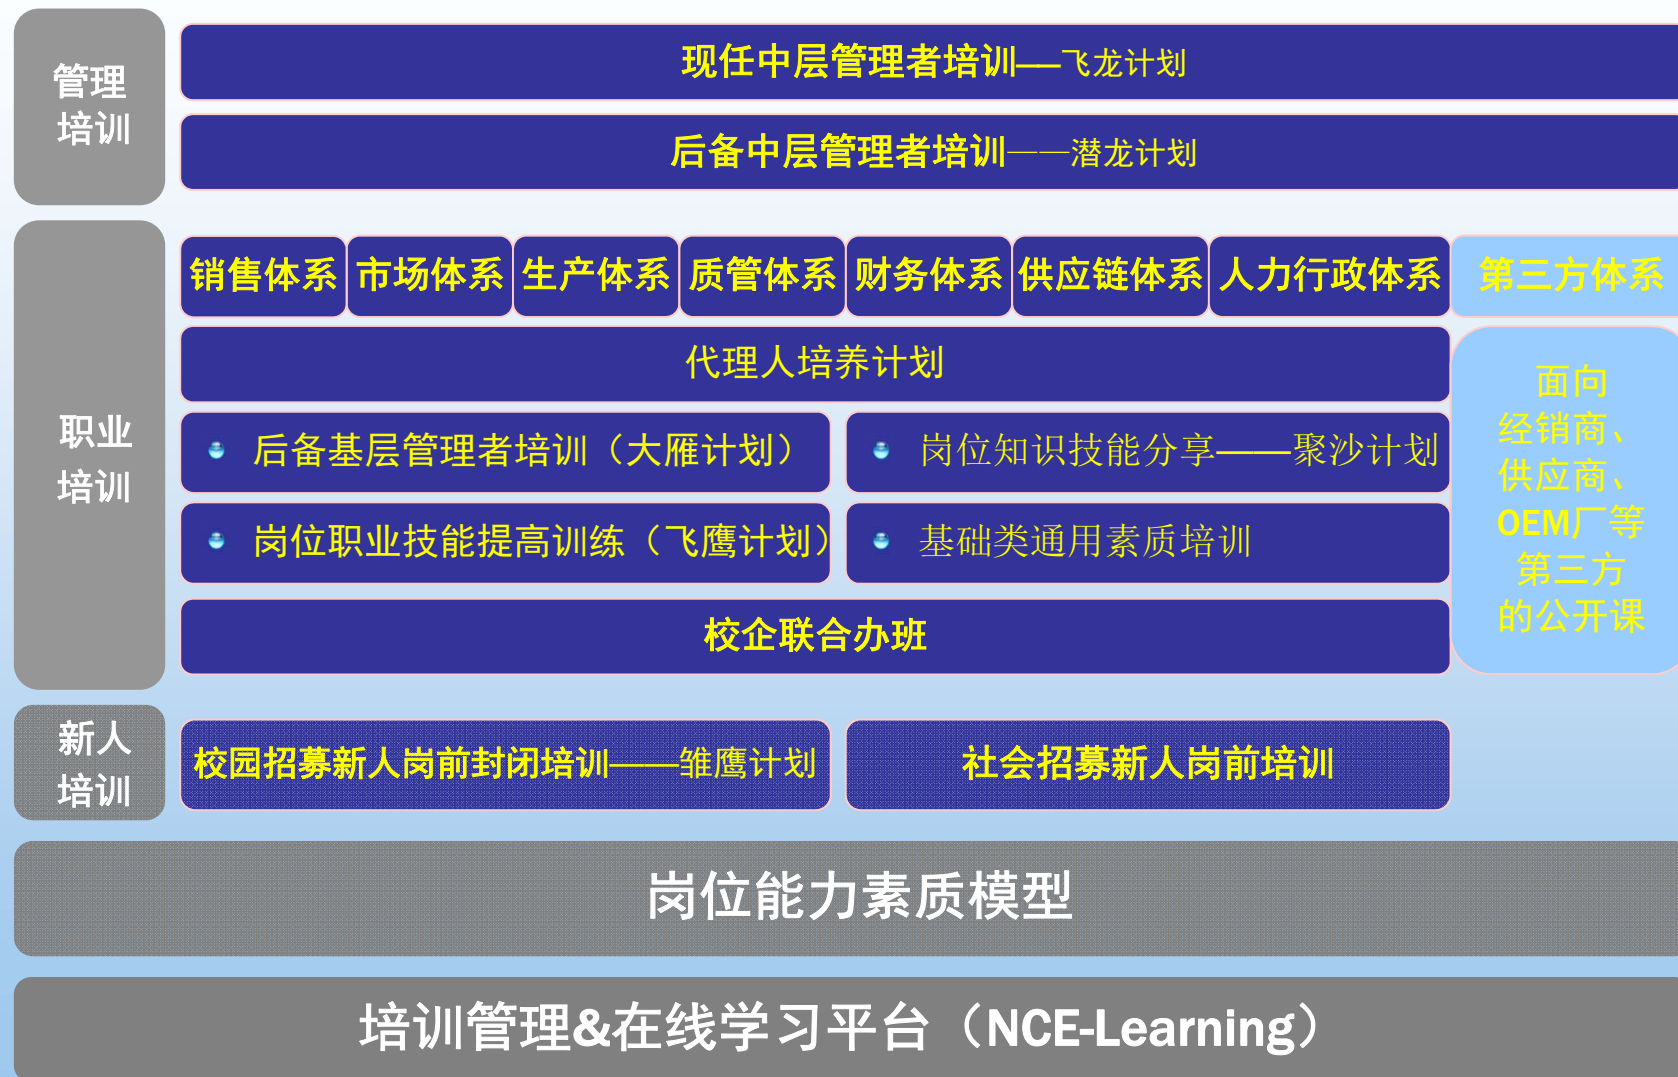 管理
培训
现任中层管理者培训——飞龙计划
后备中层管理者培训——潜龙计划
职业
培训
销售体系
市场体系
生产体系
质管体系
财务体系
供应链体系
人力行政体系
第三方体系
代理人培养计划
后备基层管理者培训（大雁计划）
岗位知识技能分享——聚沙计划
岗位职业技能提高训练（飞鹰计划）
基础类通用素质培训
校企联合办班
面向
经销商、
供应商、
OEM厂等
第三方
的公开课
新人
培训
校园招募新人岗前封闭培训——雏鹰计划
社会招募新人岗前培训
岗位能力素质模型
培训管理&在线学习平台（NCE-Learning）